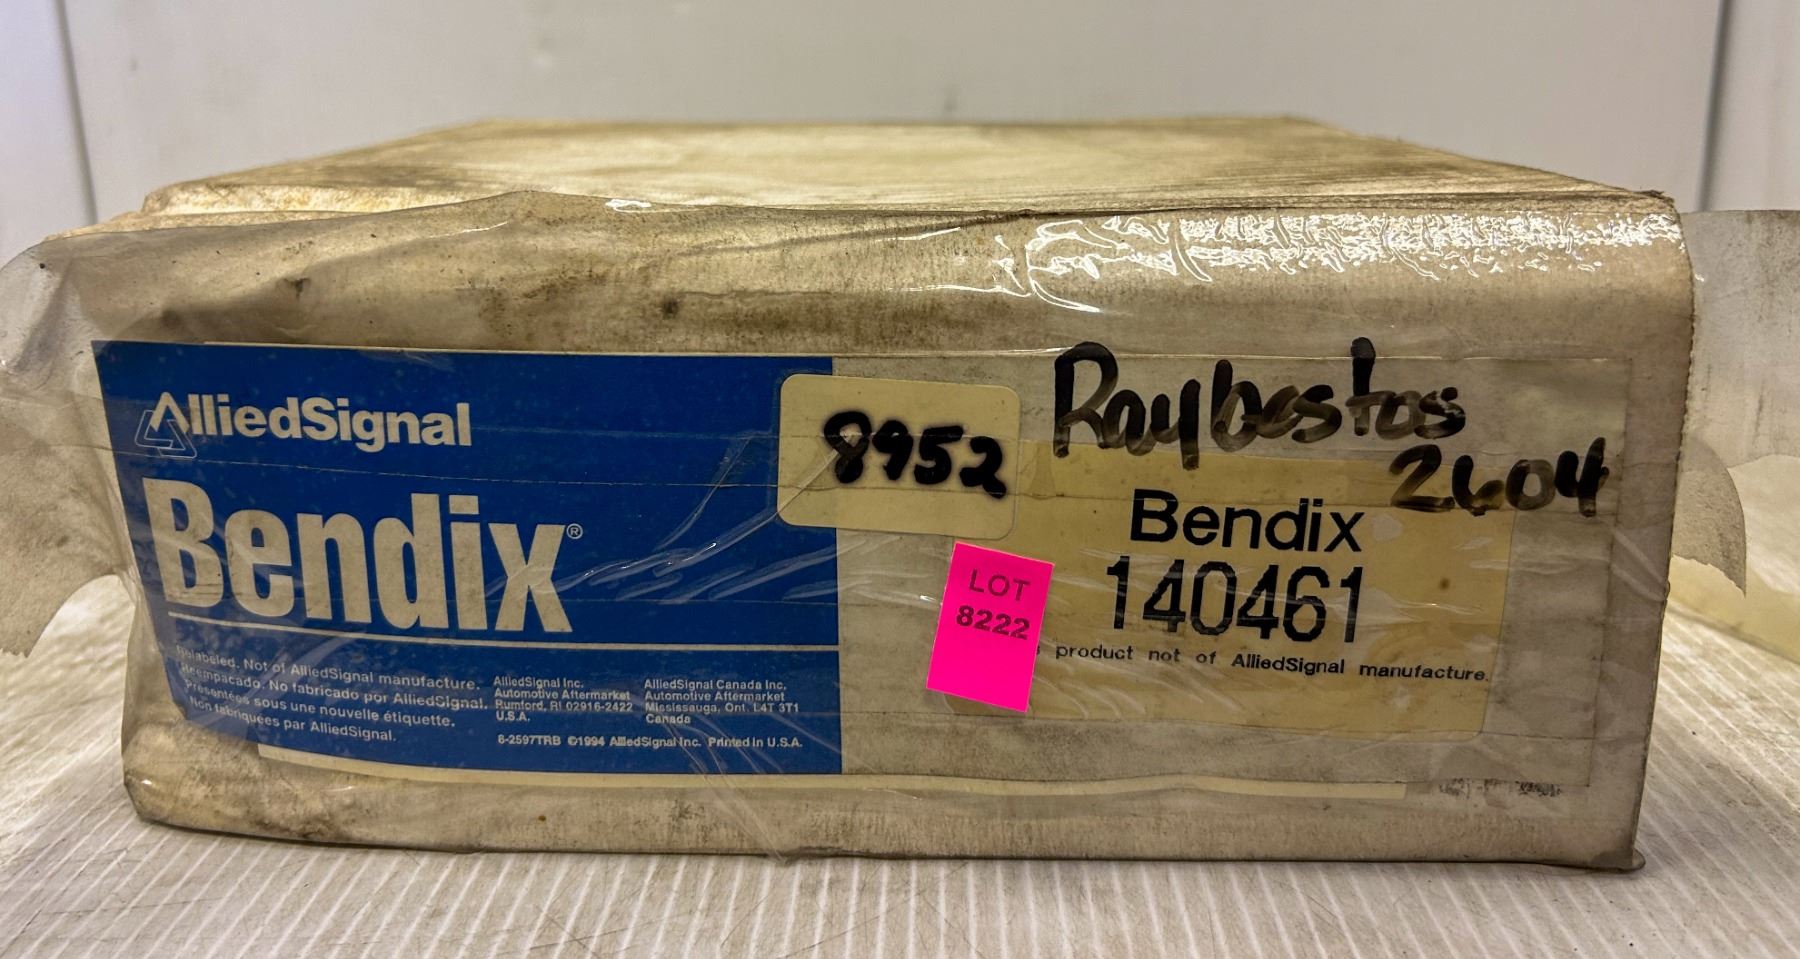 AlliedSignal
Bendix®
Relabeled. Not of AlliedSignal manufacture.
Reempacado. No fabricado por AlliedSignal.
Présentées sous une nouvelle étiquette.
Non fabriquées par AlliedSignal.
AlliedSignal Inc.
Automotive Aftermarket
Rumford, RI 02916-2422
U.S.A.
AlliedSignal Canada Inc.
Automotive Aftermarket
Mississauga, Ont. L4T 3T1
Canada
6-2597TRB ©1994 AlliedSignal Inc. Printed in U.S.A.
8952
Raybestos
2604
Bendix
140461
product not of AlliedSignal manufacture.
LOT
8222